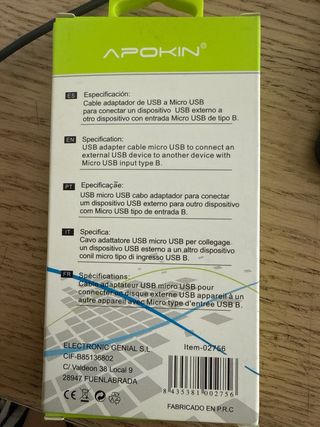 APOKIN®
ES Especificación:
Cable adaptador de USB a Micro USB
para conectar un dispositivo USB externo a
otro dispositivo con entrada Micro USB de tipo B.
EN Specification:
USB adapter cable micro USB to connect an
external USB device to another device with
Micro USB input type B.
PT Epecificação:
USB micro USB cabo adaptador para conectar
um dispositivo USB externo para outro dispositivo
com Micro USB tipo de entrada B.
IT Specifica:
Cavo adattatore USB micro USB per collegage
un dispositivo USB esterno a un altro dispositivo
conil micro tipo di ingresso USB B.
FR Spécifications:
Cable adaptateur USB micro USB pour
connecter un disque externe USB appareil à un
autre appareil avec Micro type d'entrée USB B.
ELECTRONIC GENIAL S.L
CIF-B85136802
C/ Valdeon 38 Local 9
28947 FUENLABRADA
Item-02756
8 435381 002756
CE
FABRICADO EN P.R.C